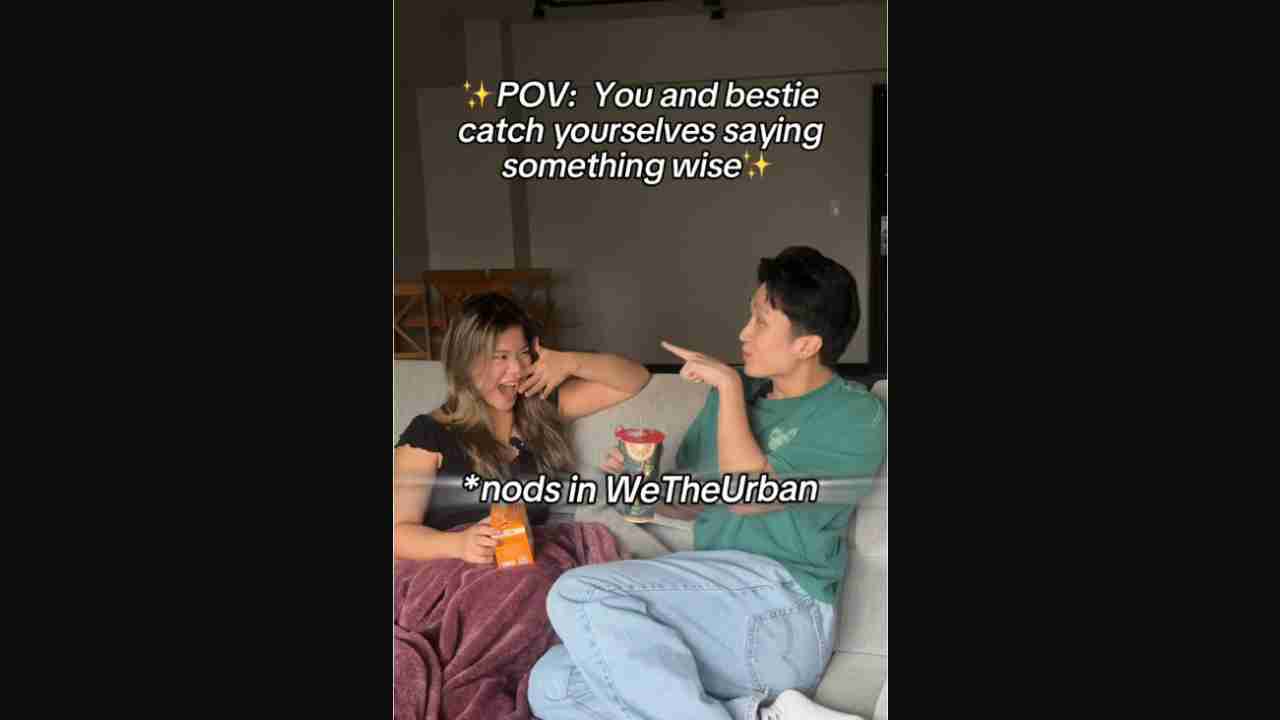 ✨POV: You and bestie
catch yourselves saying
something wise✨
*nods in WeTheUrban